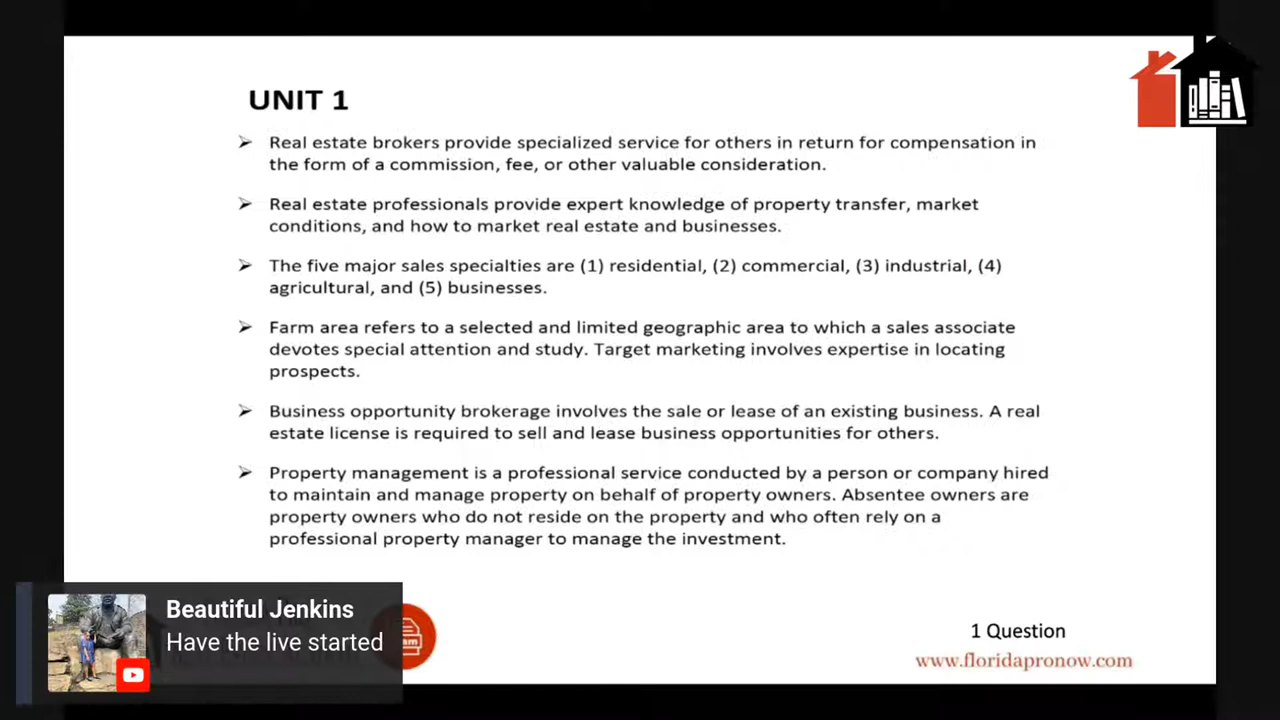 UNIT 1
➢ Real estate brokers provide specialized service for others in return for compensation in
the form of a commission, fee, or other valuable consideration.
➢ Real estate professionals provide expert knowledge of property transfer, market
conditions, and how to market real estate and businesses.
➢ The five major sales specialties are (1) residential, (2) commercial, (3) industrial, (4)
agricultural, and (5) businesses.
➢ Farm area refers to a selected and limited geographic area to which a sales associate
devotes special attention and study. Target marketing involves expertise in locating
prospects.
➢ Business opportunity brokerage involves the sale or lease of an existing business. A real
estate license is required to sell and lease business opportunities for others.
➢ Property management is a professional service conducted by a person or company hired
to maintain and manage property on behalf of property owners. Absentee owners are
property owners who do not reside on the property and who often rely on a
professional property manager to manage the investment.
Beautiful Jenkins
Have the live started
1 Question
www.floridapronow.com